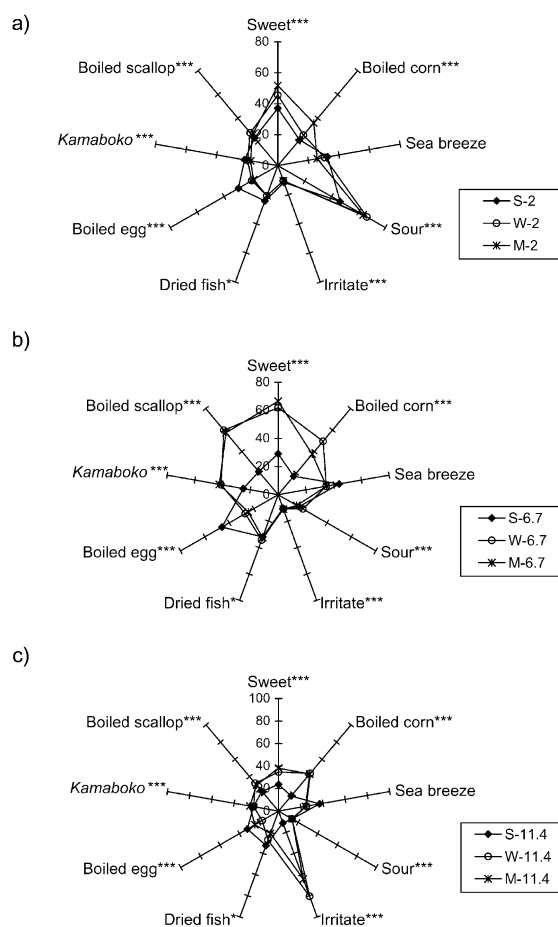 a)
Sweet***
80
60
40
20
0
Boiled scallop***
Boiled corn***
Kamaboko ***
Sea breeze
Boiled egg***
Sour***
Dried fish*
Irritate***
S-2
W-2
M-2
b)
Sweet***
80
60
40
20
0
Boiled scallop***
Boiled corn***
Kamaboko ***
Sea breeze
Boiled egg***
Sour***
Dried fish*
Irritate***
S-6.7
W-6.7
M-6.7
c)
Sweet***
100
80
60
40
20
0
Boiled scallop***
Boiled corn***
Kamaboko ***
Sea breeze
Boiled egg***
Sour***
Dried fish*
Irritate***
S-11.4
W-11.4
M-11.4